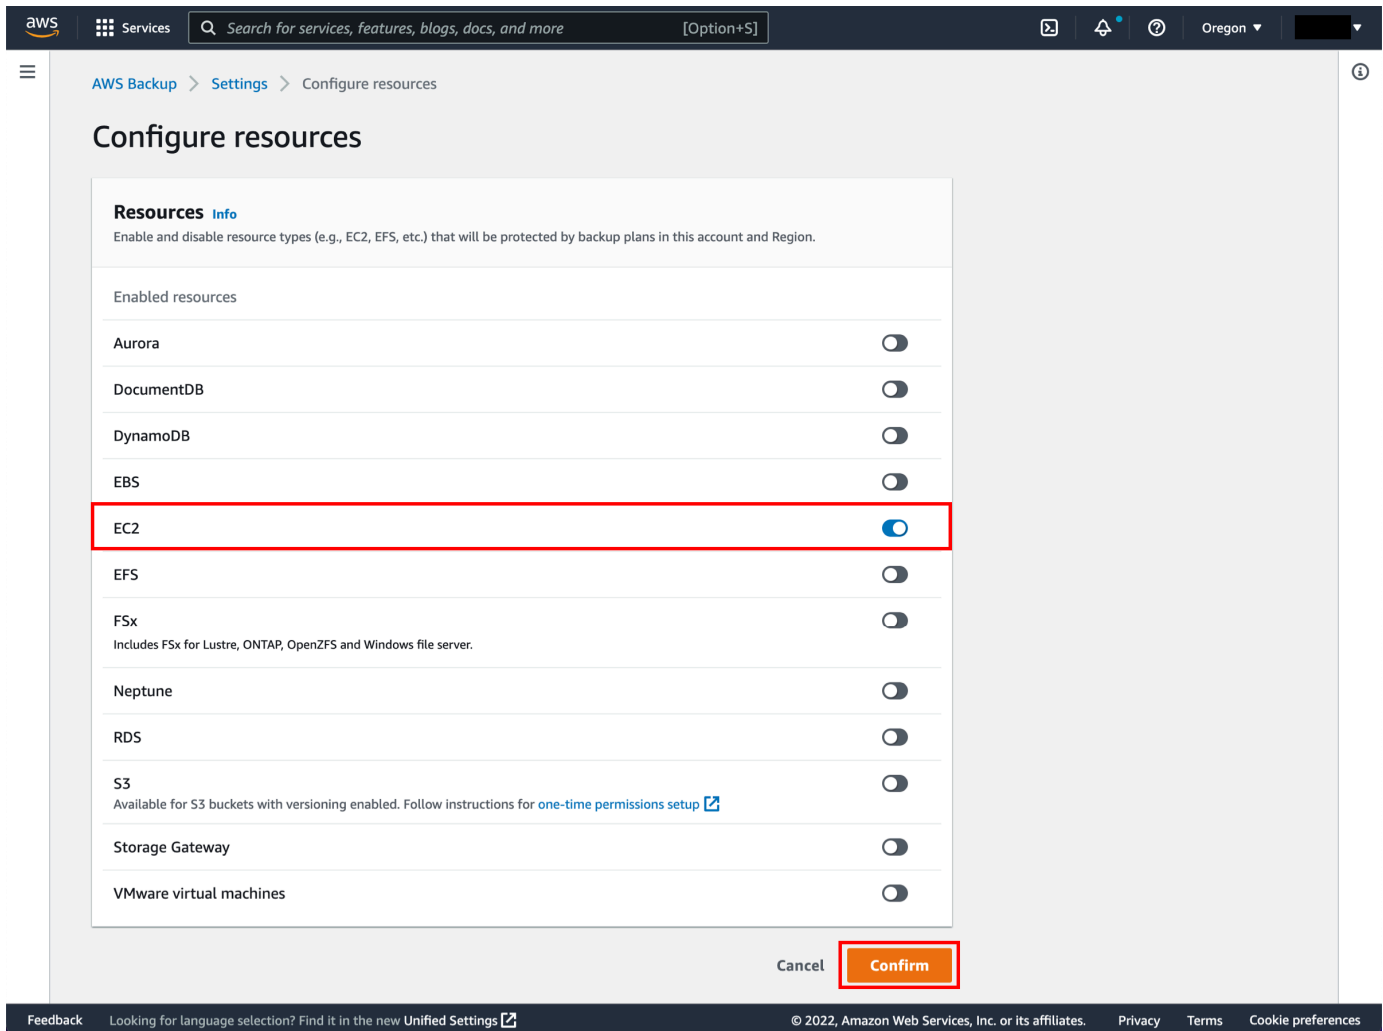 aws
Services
Search for services, features, blogs, docs, and more [Option+S]
Oregon
AWS Backup > Settings > Configure resources
Configure resources
Resources Info
Enable and disable resource types (e.g., EC2, EFS, etc.) that will be protected by backup plans in this account and Region.
Enabled resources
Aurora
DocumentDB
DynamoDB
EBS
EC2
EFS
FSx
Includes FSx for Lustre, ONTAP, OpenZFS and Windows file server.
Neptune
RDS
S3
Available for S3 buckets with versioning enabled. Follow instructions for one-time permissions setup
Storage Gateway
VMware virtual machines
Cancel Confirm
Feedback Looking for language selection? Find it in the new Unified Settings © 2022, Amazon Web Services, Inc. or its affiliates. Privacy Terms Cookie preferences